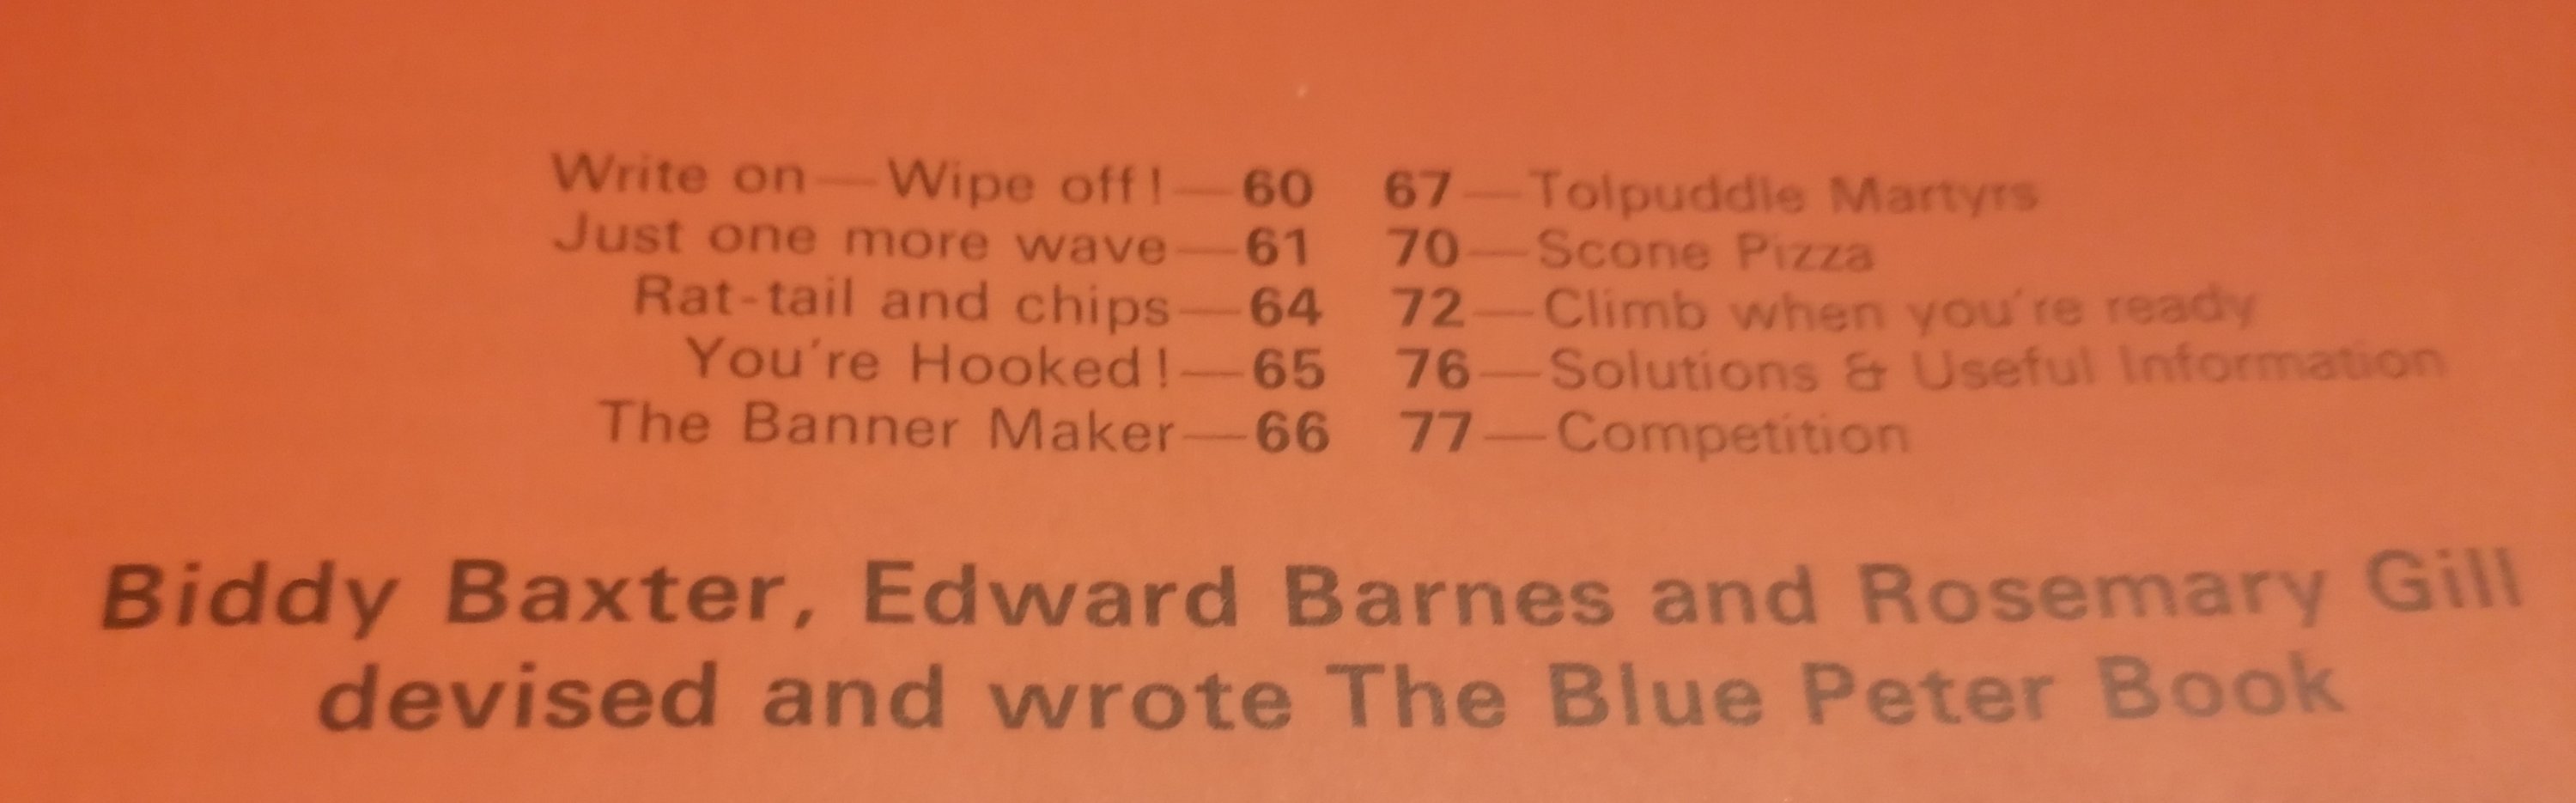 Write on—Wipe off!—60 67—Tolpuddle Martyrs
Just one more wave—61 70—Scone Pizza
Rat-tail and chips—64 72—Climb when you're ready
You're Hooked!—65 76—Solutions & Useful Information
The Banner Maker—66 77—Competition
Biddy Baxter, Edward Barnes and Rosemary Gill
devised and wrote The Blue Peter Book